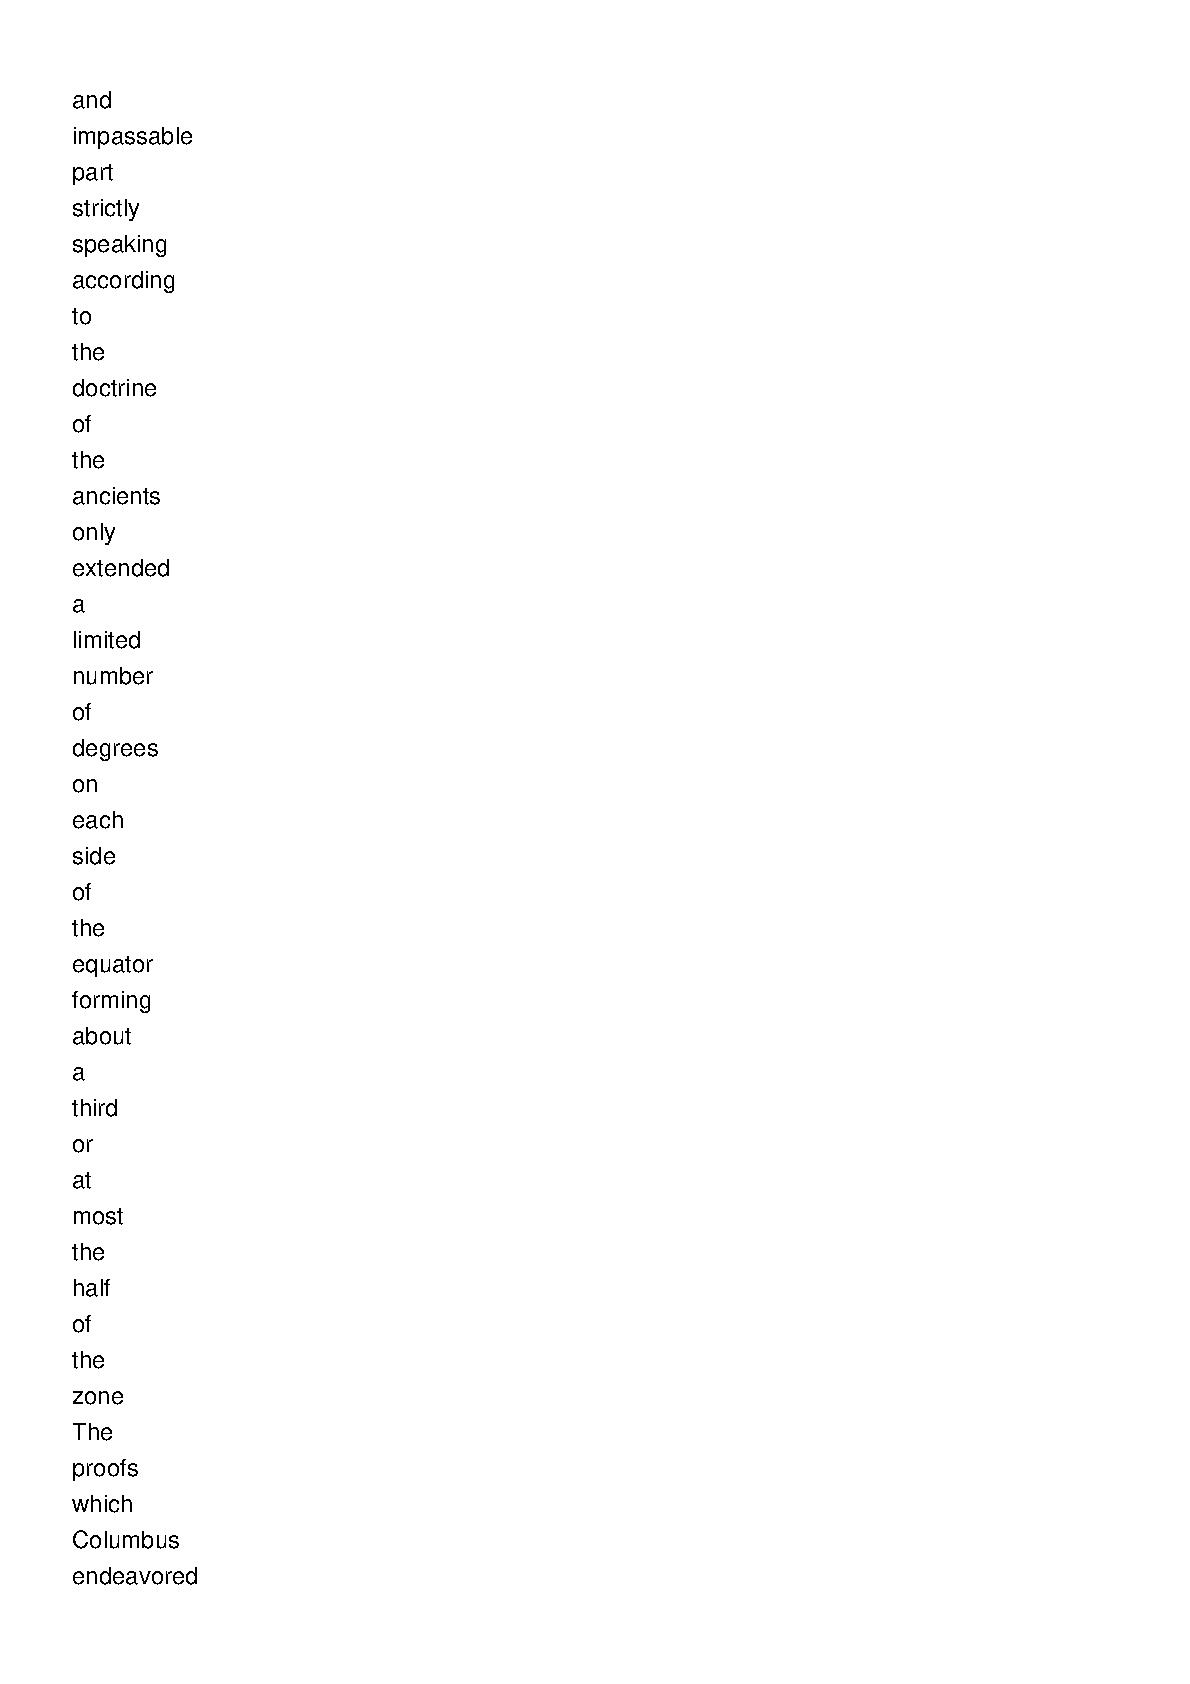 and
impassable
part
strictly
speaking
according
to
the
doctrine
of
the
ancients
only
extended
a
limited
number
of
degrees
on
each
side
of
the
equator
forming
about
a
third
or
at
most
the
half
of
the
zone
The
proofs
which
Columbus
endeavored